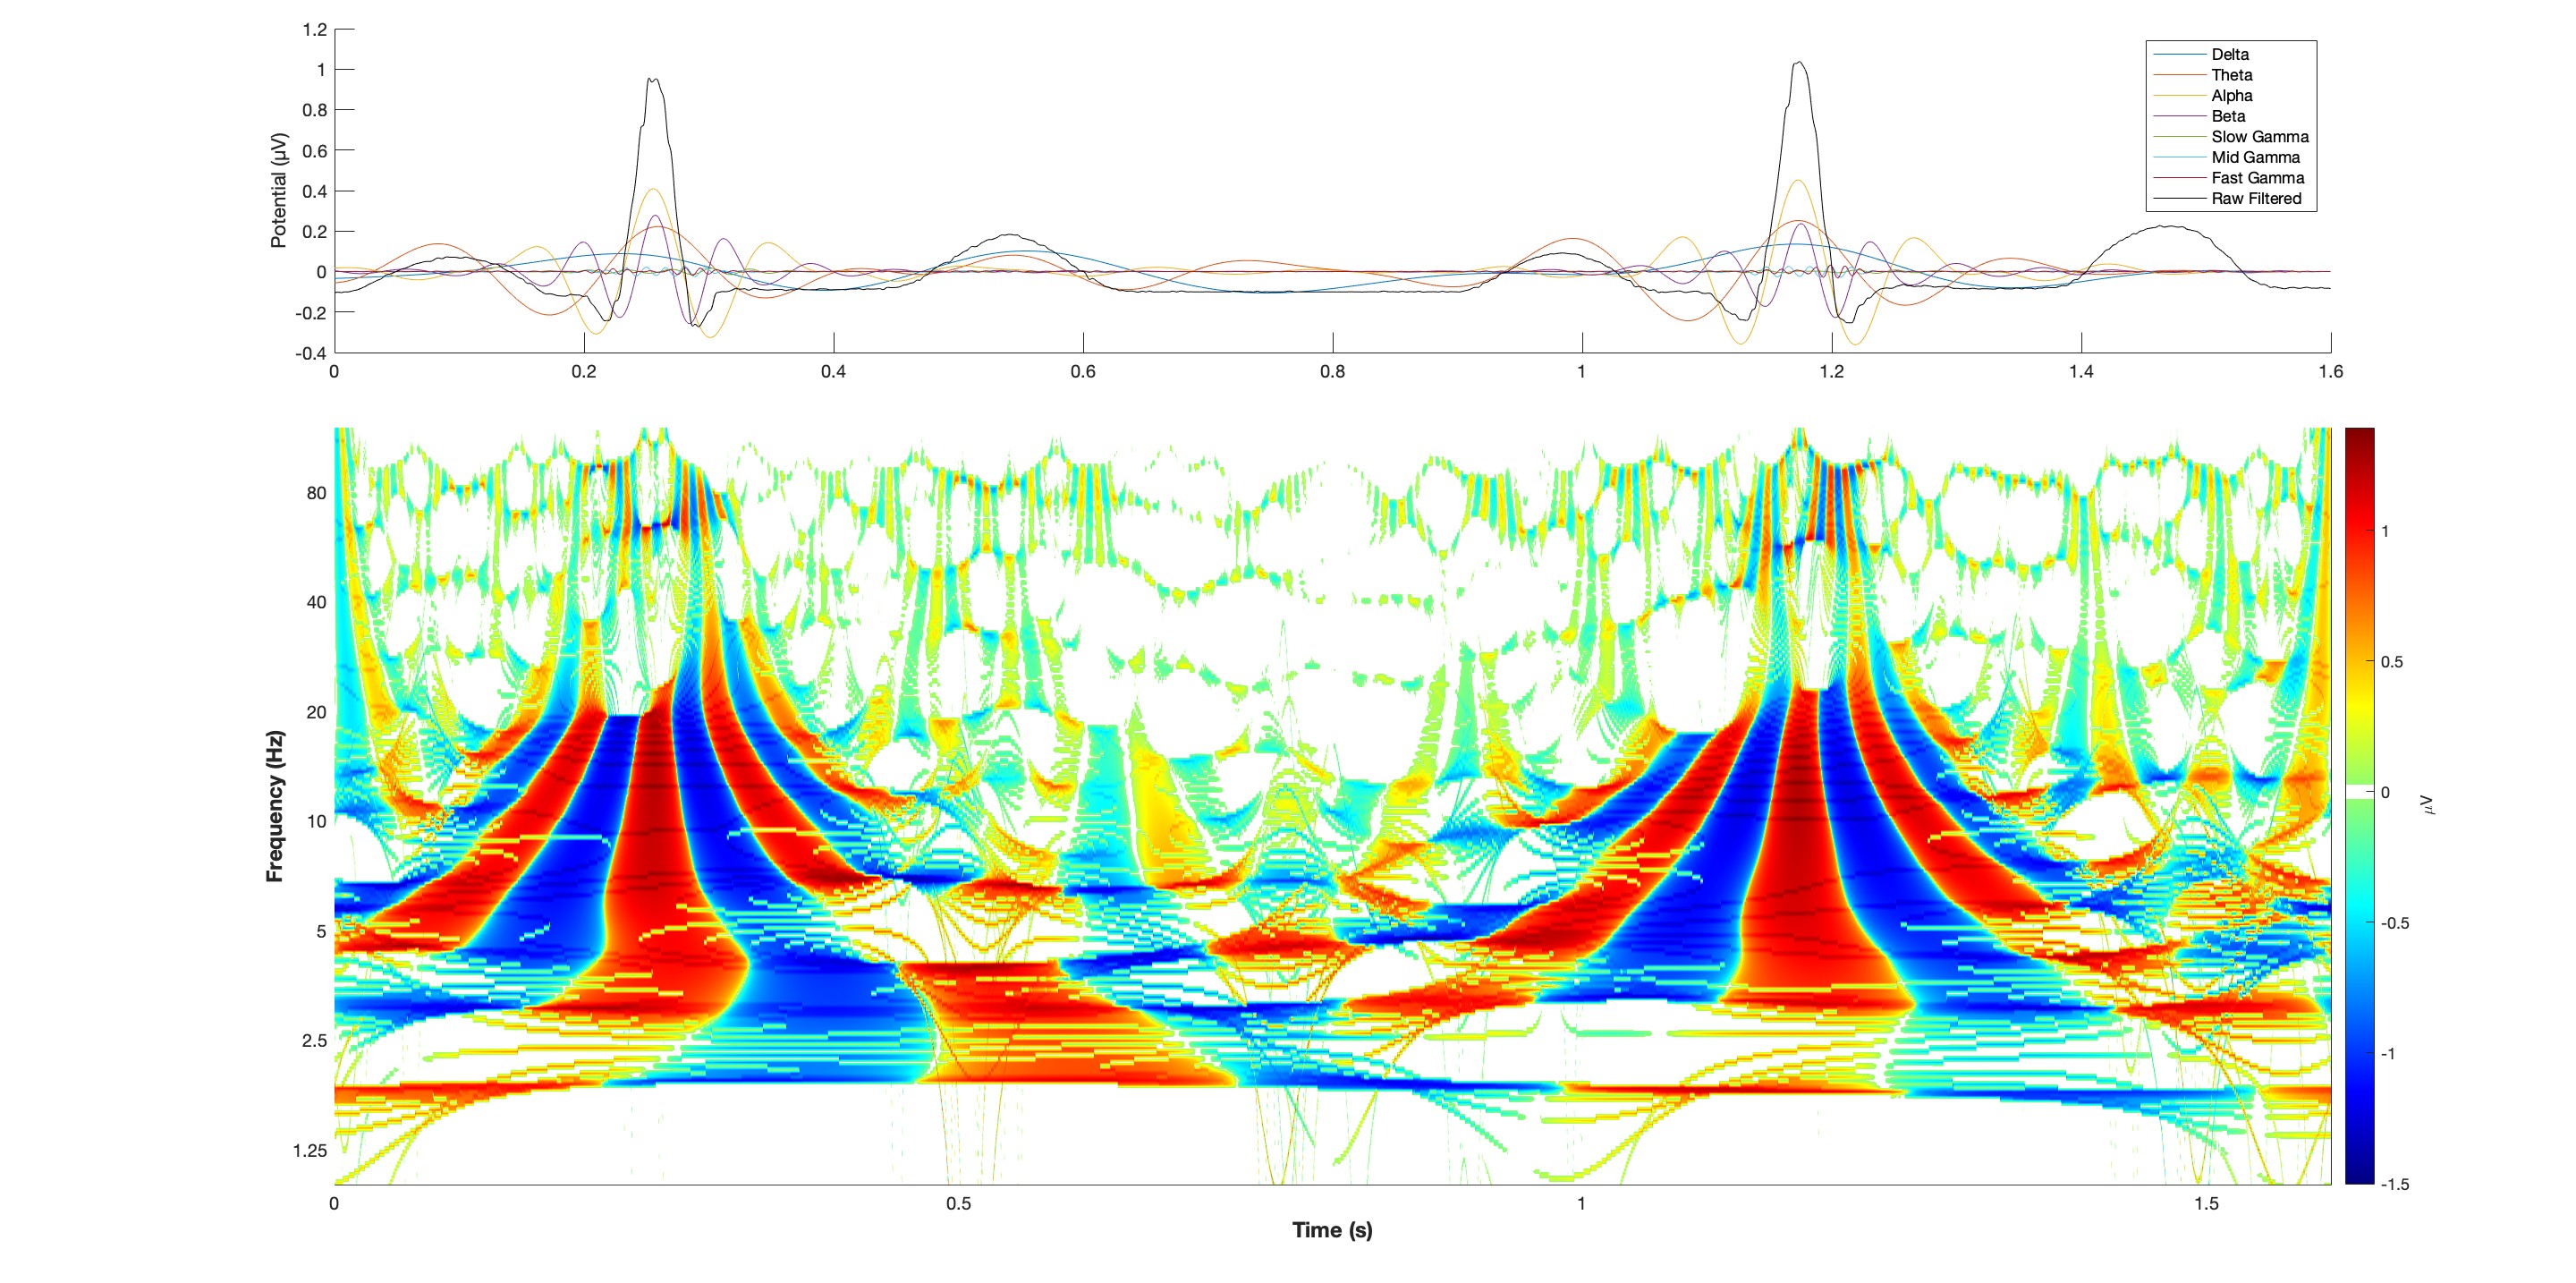 1.2
1
0.8
0.6
0.4
0.2
0
-0.2
-0.4
Potential (µV)
0 0.2 0.4 0.6 0.8 1 1.2 1.4 1.6
Delta
Theta
Alpha
Beta
Slow Gamma
Mid Gamma
Fast Gamma
Raw Filtered
80
40
20
10
5
2.5
1.25
Frequency (Hz)
0 0.5 1 1.5
Time (s)
1
0.5
0
-0.5
-1
-1.5
µV